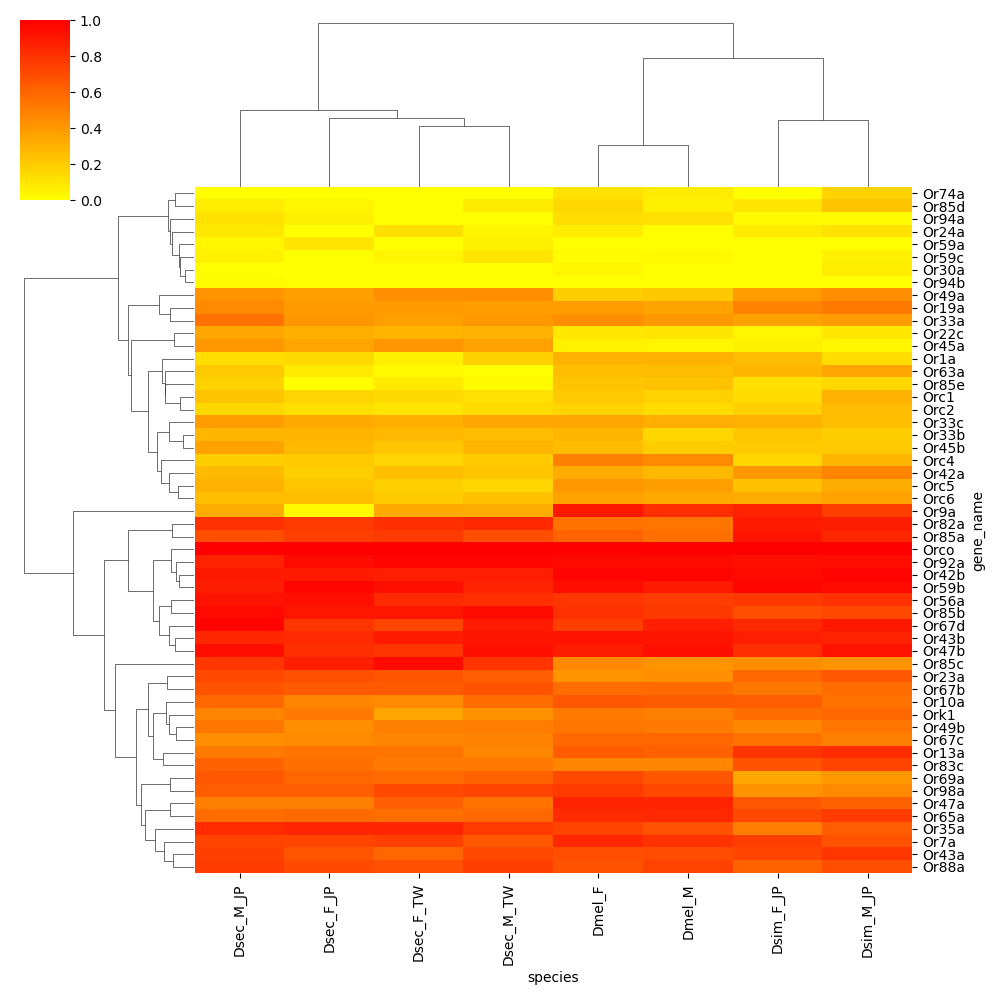 1.0
0.8
0.6
0.4
0.2
0.0
Or74a
Or85d
Or94a
Or24a
Or59a
Or59c
Or30a
Or94b
Or49a
Or19a
Or33a
Or22c
Or45a
Or1a
Or63a
Or85e
Orc1
Orc2
Or33c
Or33b
Or45b
Orc4
Or42a
Orc5
Orc6
Or9a
Or82a
Or85a
Orco
Or92a
Or42b
Or59b
Or56a
Or85b
Or67d
Or43b
Or47b
Or85c
Or23a
Or67b
Or10a
Ork1
Or49b
Or67c
Or13a
Or83c
Or69a
Or98a
Or47a
Or65a
Or35a
Or7a
Or43a
Or88a
gene_name
Dsec_M_JP
Dsec_F_JP
Dsec_F_TW
Dsec_M_TW
Dmel_F
Dmel_M
Dsim_F_JP
Dsim_M_JP
species